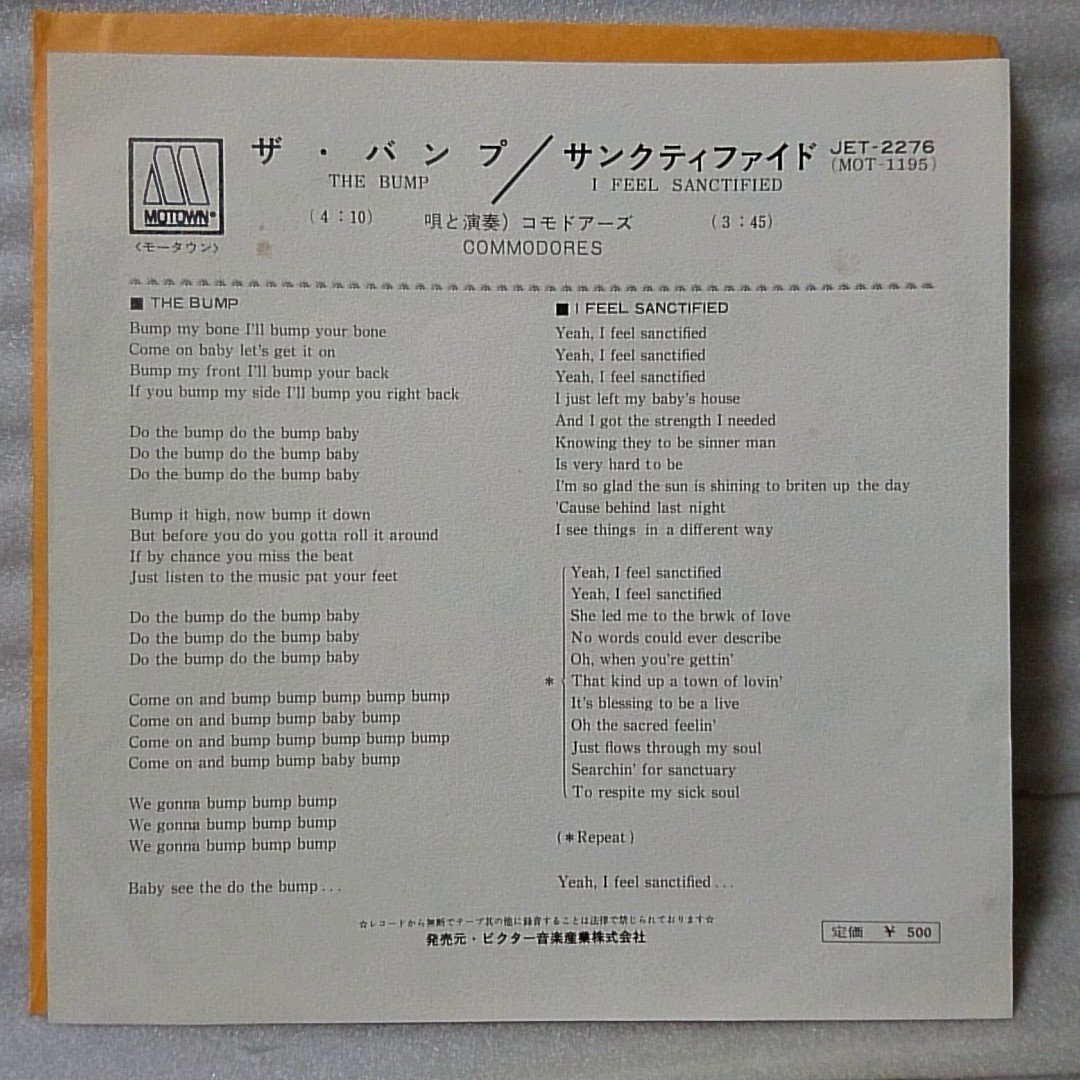 ザ・バンプ／サンクティファイド JET-2276
THE BUMP I FEEL SANCTIFIED (MOT-1195)
MOTOWN®
(4:10) 唄と演奏）コモドアーズ (3:45)
〈モータウン〉 COMMODORES
■ THE BUMP
Bump my bone I'll bump your bone
Come on baby let's get it on
Bump my front I'll bump your back
If you bump my side I'll bump you right back
Do the bump do the bump baby
Do the bump do the bump baby
Do the bump do the bump baby
Bump it high, now bump it down
But before you do you gotta roll it around
If by chance you miss the beat
Just listen to the music pat your feet
Do the bump do the bump baby
Do the bump do the bump baby
Do the bump do the bump baby
Come on and bump bump bump bump bump
Come on and bump bump baby bump
Come on and bump bump bump bump bump
Come on and bump bump baby bump
We gonna bump bump bump
We gonna bump bump bump
We gonna bump bump bump
Baby see the do the bump...
■ I FEEL SANCTIFIED
Yeah, I feel sanctified
Yeah, I feel sanctified
Yeah, I feel sanctified
I just left my baby's house
And I got the strength I needed
Knowing they to be sinner man
Is very hard to be
I'm so glad the sun is shining to briten up the day
'Cause behind last night
I see things in a different way
Yeah, I feel sanctified
Yeah, I feel sanctified
She led me to the brwk of love
No words could ever describe
Oh, when you're gettin'
* That kind up a town of lovin'
It's blessing to be a live
Oh the sacred feelin'
Just flows through my soul
Searchin' for sanctuary
To respite my sick soul
(*Repeat)
Yeah, I feel sanctified...
☆レコードから無断でテープ其の他に録音することは法律で禁じられております☆
発売元・ビクター音楽産業株式会社
定価 ¥ 500